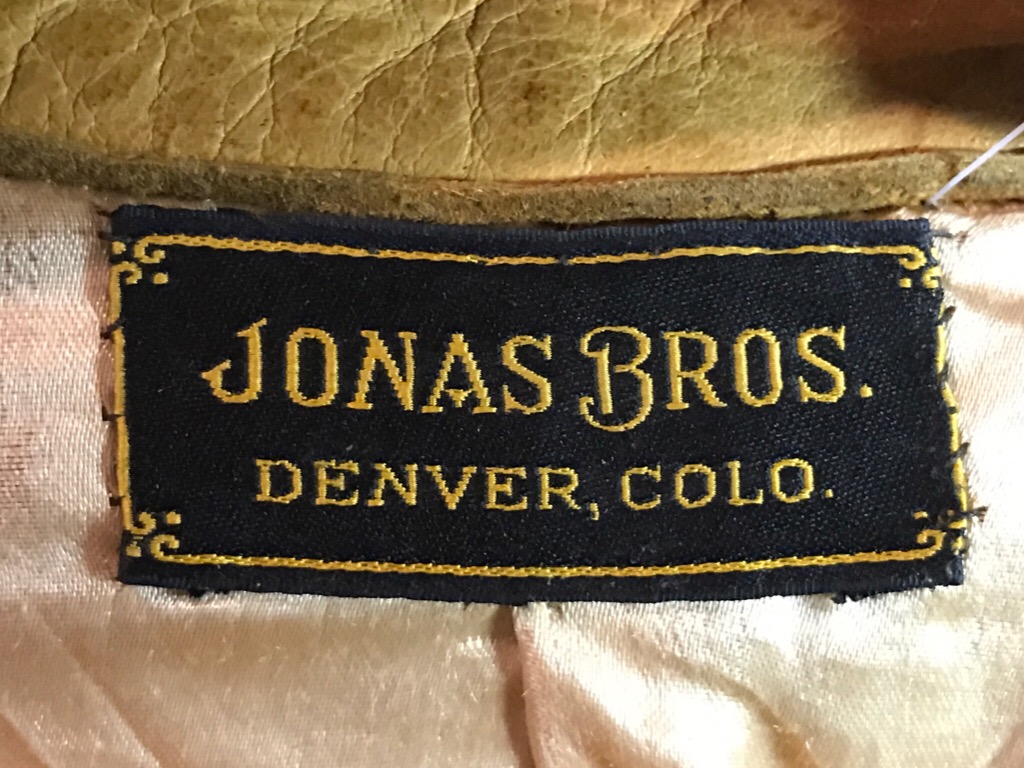 JONAS BROS.
DENVER, COLO.